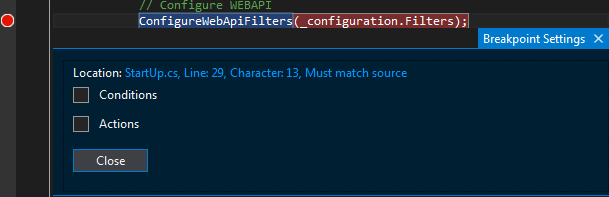 // Configure WEBAPI
ConfigureWebApiFilters(_configuration.Filters);
Breakpoint Settings
Location: StartUp.cs, Line: 29, Character: 13, Must match source
Conditions
Actions
Close